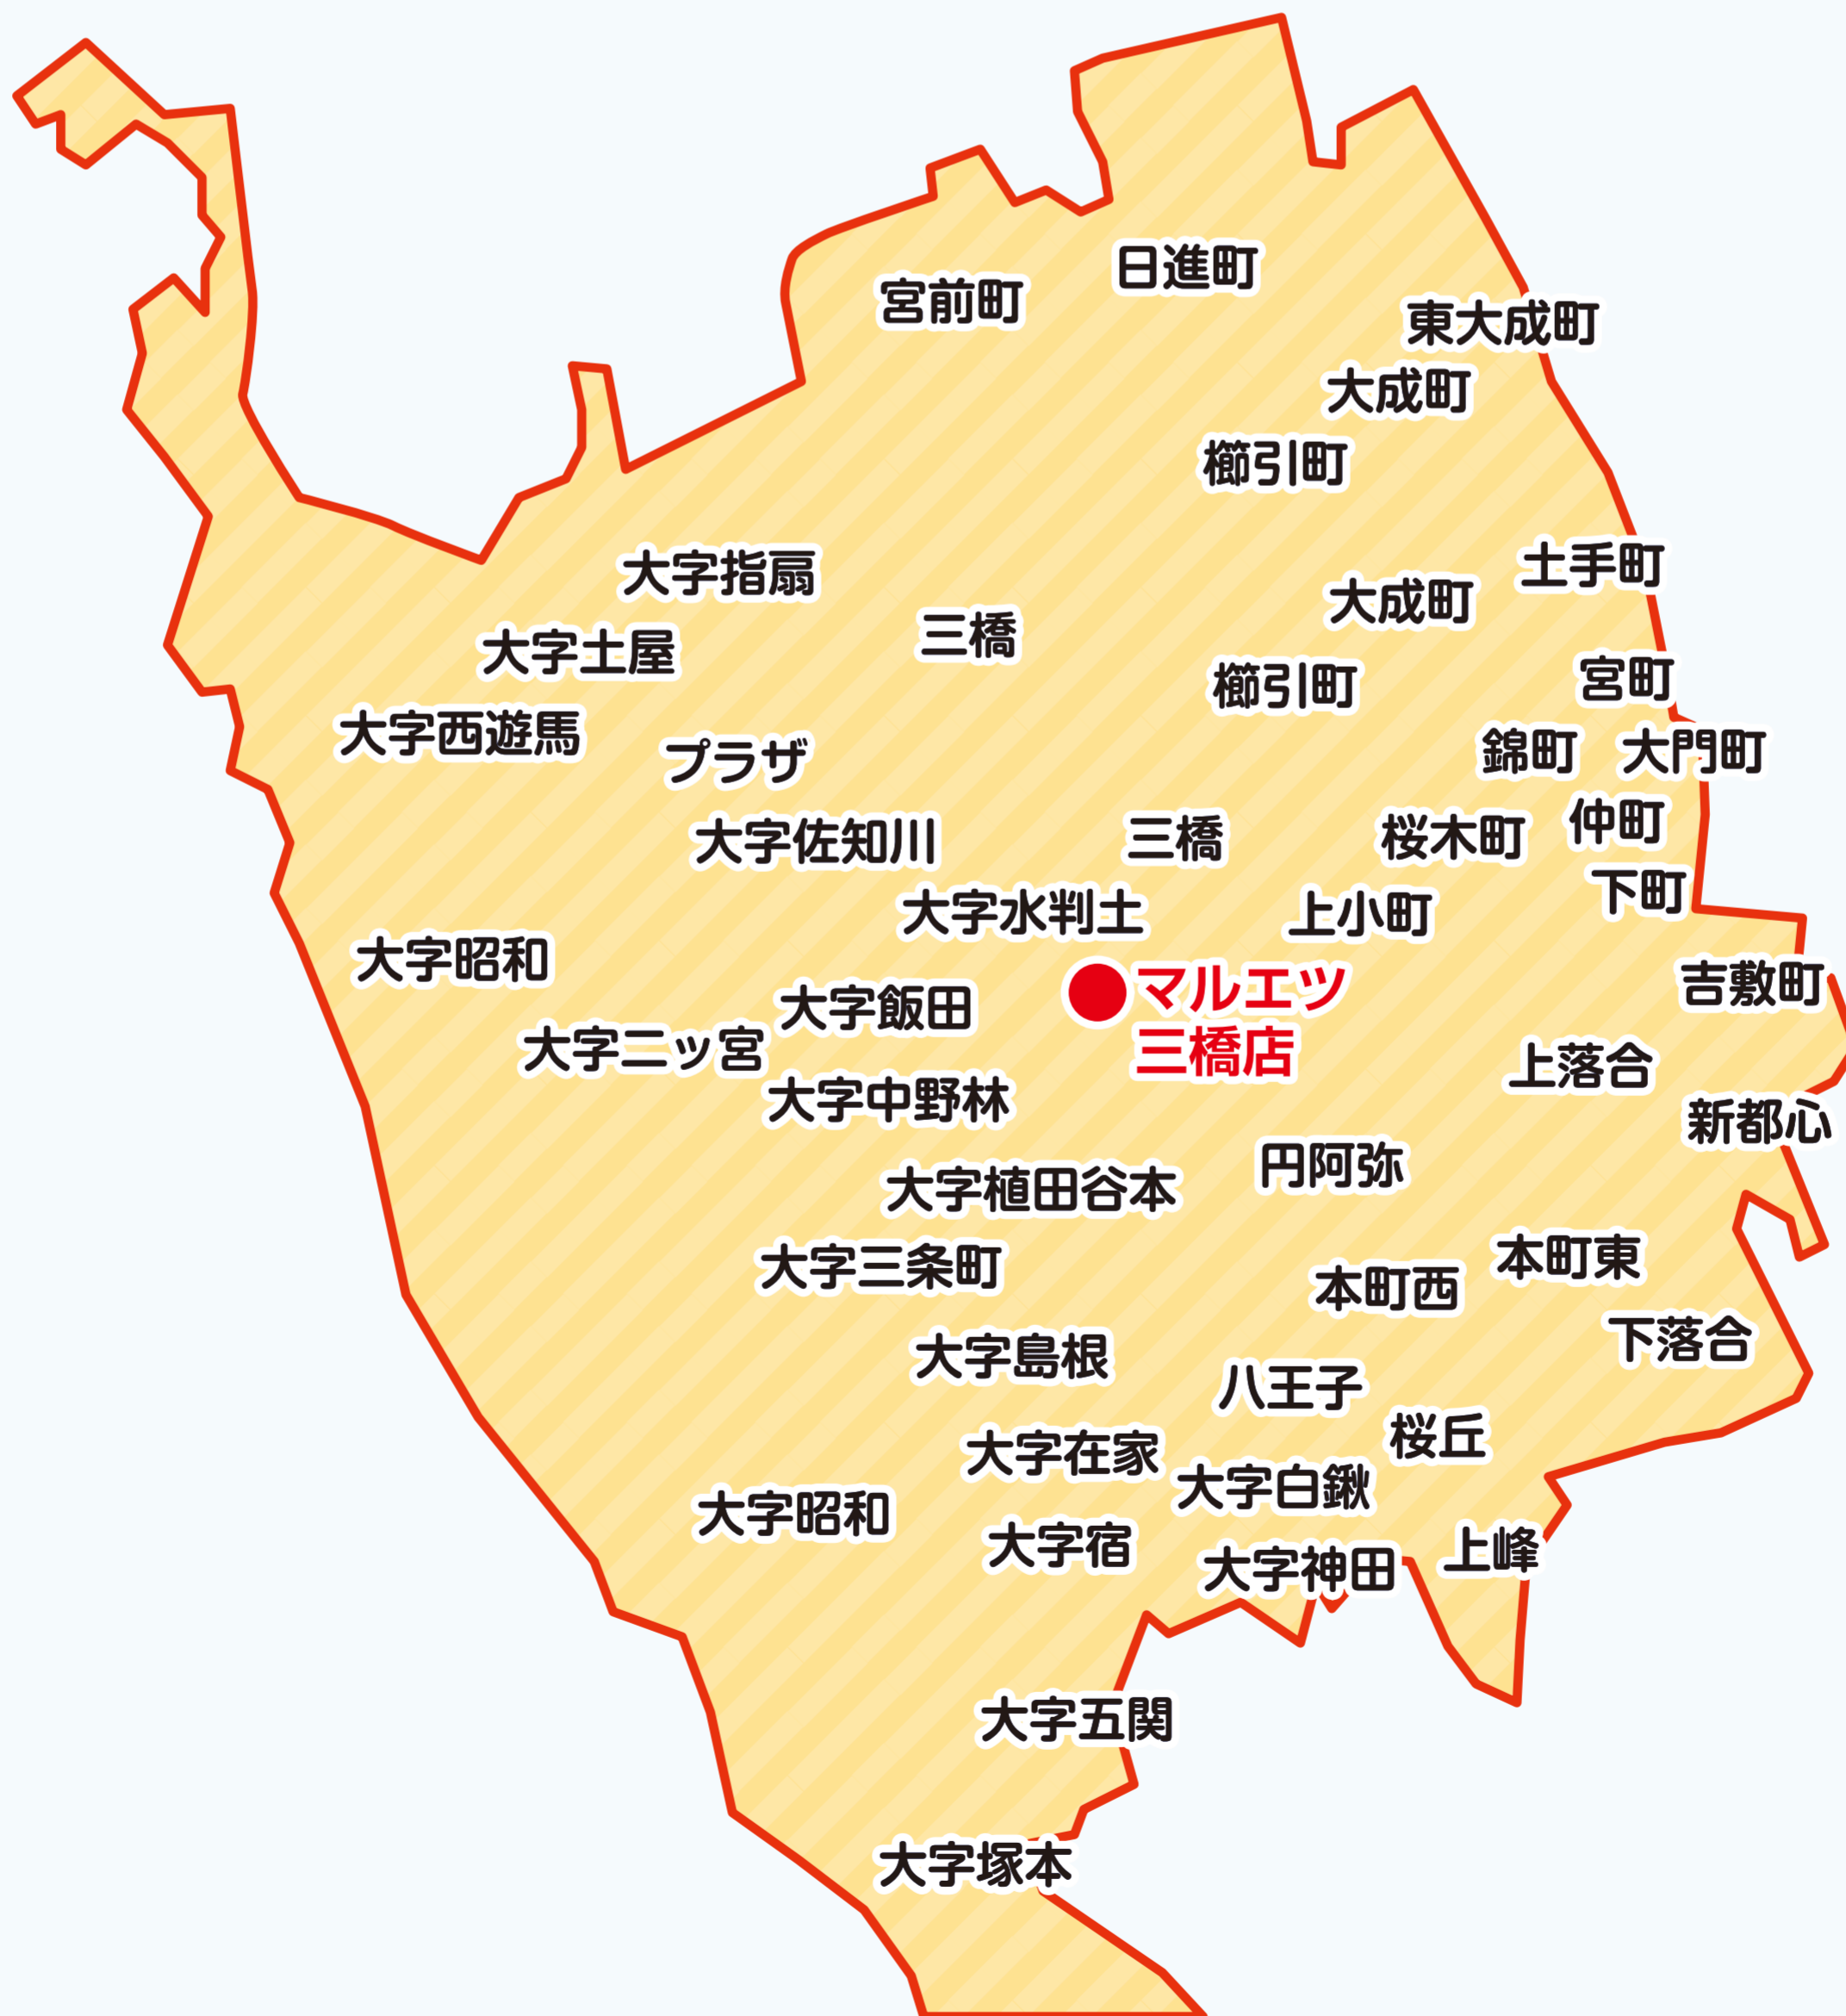 日進町
宮前町
東大成町
大成町
櫛引町
土手町
大字指扇
大成町
三橋
大字土屋
宮町
櫛引町
大字西遊馬
錦町
大門町
プラザ
仲町
桜木町
三橋
大字佐知川
下町
大字水判土
上小町
大字昭和
吉敷町
マルエツ
三橋店
大字飯田
大字二ッ宮
上落合
大字中野林
新都心
円阿弥
大字植田谷本
本町東
大字三条町
本町西
下落合
大字島根
八王子
桜丘
大字在家
大字白鍬
大字昭和
大字宿
上峰
大字神田
大字五関
大字塚本